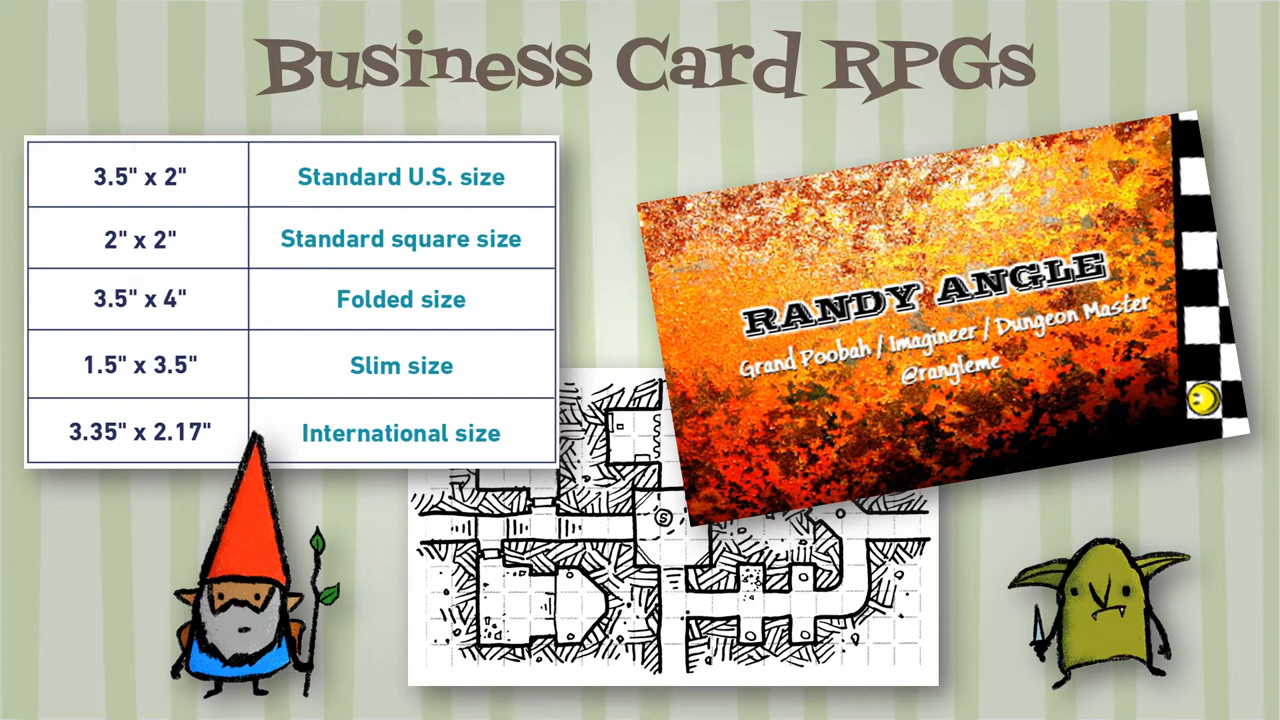 Business Card RPGs
3.5" x 2" Standard U.S. size
2" x 2" Standard square size
3.5" x 4" Folded size
1.5" x 3.5" Slim size
3.35" x 2.17" International size
RANDY ANGLE
Grand Poobah / Imagineer / Dungeon Master
@rangleme
S